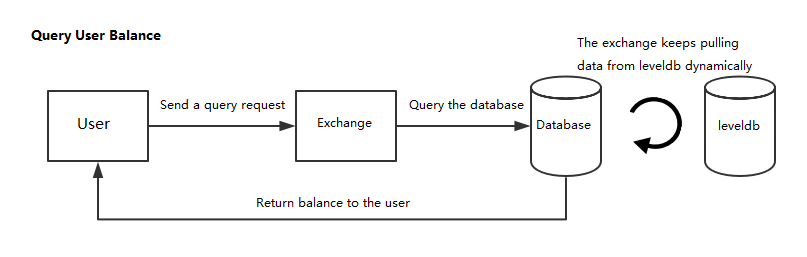 Query User Balance
The exchange keeps pulling
data from leveldb dynamically
User
Send a query request
Exchange
Query the database
Database
leveldb
Return balance to the user